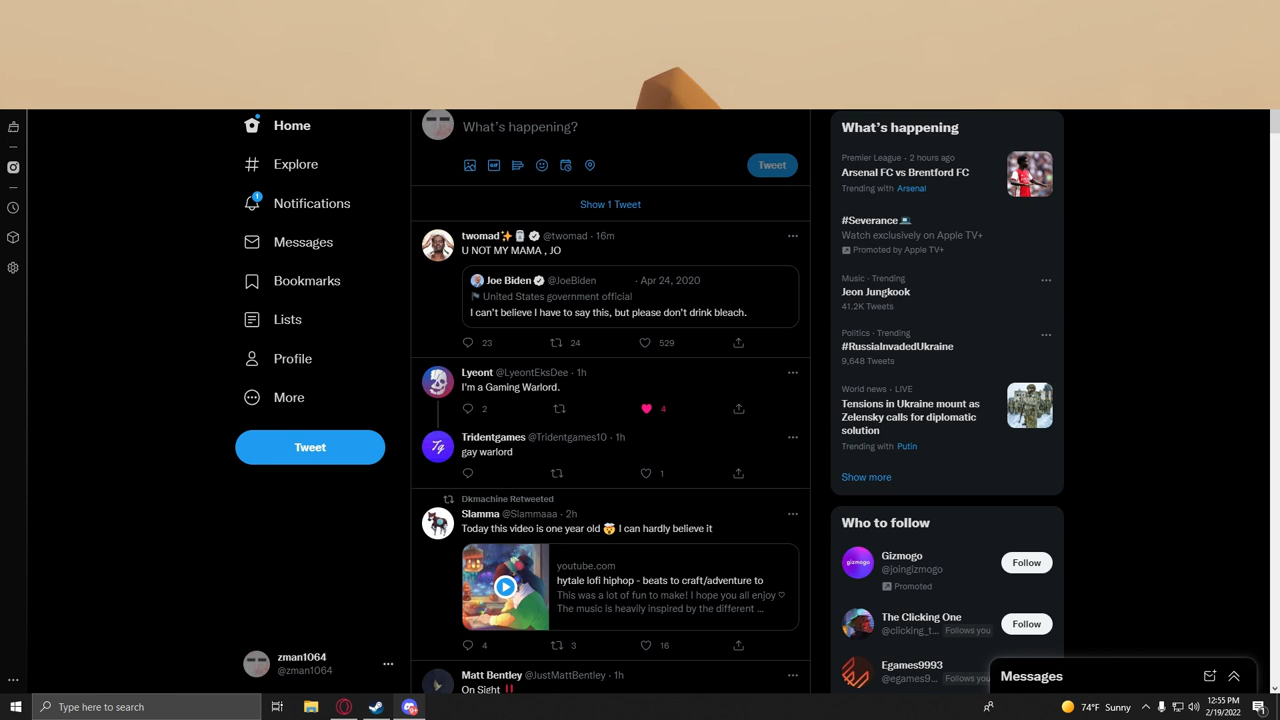 Home
Explore
1
Notifications
Messages
Bookmarks
Lists
Profile
More
Tweet
zman1064
@zman1064
What's happening?
GIF
Tweet
Show 1 Tweet
twomad✨ @twomad · 16m
U NOT MY MAMA , JO
Joe Biden @JoeBiden · Apr 24, 2020
United States government official
I can't believe I have to say this, but please don't drink bleach.
23 24 529
Lyeont @LyeontEksDee · 1h
I'm a Gaming Warlord.
2 4
Tg
Tridentgames @Tridentgames10 · 1h
gay warlord
1
Dkmachine Retweeted
Slamma @Slammaaa · 2h
Today this video is one year old 🤯 I can hardly believe it
youtube.com
hytale lofi hiphop - beats to craft/adventure to
This was a lot of fun to make! I hope you all enjoy ♡
The music is heavily inspired by the different ...
4 3 16
Matt Bentley @JustMattBentley · 1h
On Sight ‼️
What's happening
Premier League · 2 hours ago
Arsenal FC vs Brentford FC
Trending with Arsenal
#Severance💻
Watch exclusively on Apple TV+
Promoted by Apple TV+
Music · Trending
Jeon Jungkook
41.2K Tweets
Politics · Trending
#RussiaInvadedUkraine
9,648 Tweets
World news · LIVE
Tensions in Ukraine mount as
Zelensky calls for diplomatic
solution
Trending with Putin
Show more
Who to follow
gizmogo
Gizmogo
@joingizmogo
Promoted
Follow
The Clicking One
@clicking_t... Follows you
Follow
Egames9993
@egames9... Follows you
Messages
Type here to search
74°F Sunny
12:55 PM
2/19/2022
1